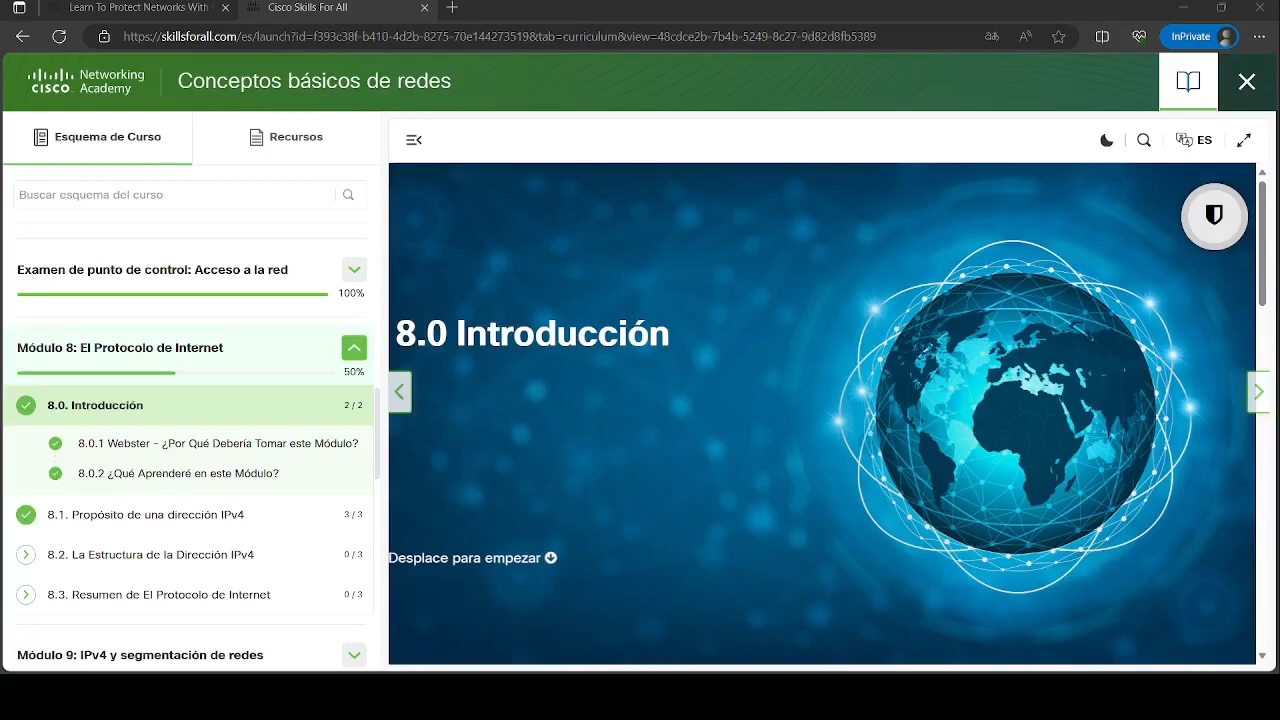 Learn To Protect Networks With
Cisco Skills For All
https://skillsforall.com/es/launch?id=f393c38f-b410-4d2b-8275-70e144273519&tab=curriculum&view=48cdce2b-7b4b-5249-8c27-9d82d8fb5389
InPrivate
Networking
CISCO Academy
Conceptos básicos de redes
Esquema de Curso
Recursos
ES
Buscar esquema del curso
Examen de punto de control: Acceso a la red
100%
Módulo 8: El Protocolo de Internet
50%
8.0. Introducción 2 / 2
8.0.1 Webster - ¿Por Qué Debería Tomar este Módulo?
8.0.2 ¿Qué Aprenderé en este Módulo?
8.1. Propósito de una dirección IPv4 3 / 3
8.2. La Estructura de la Dirección IPv4 0 / 3
8.3. Resumen de El Protocolo de Internet 0 / 3
Módulo 9: IPv4 y segmentación de redes
8.0 Introducción
Desplace para empezar